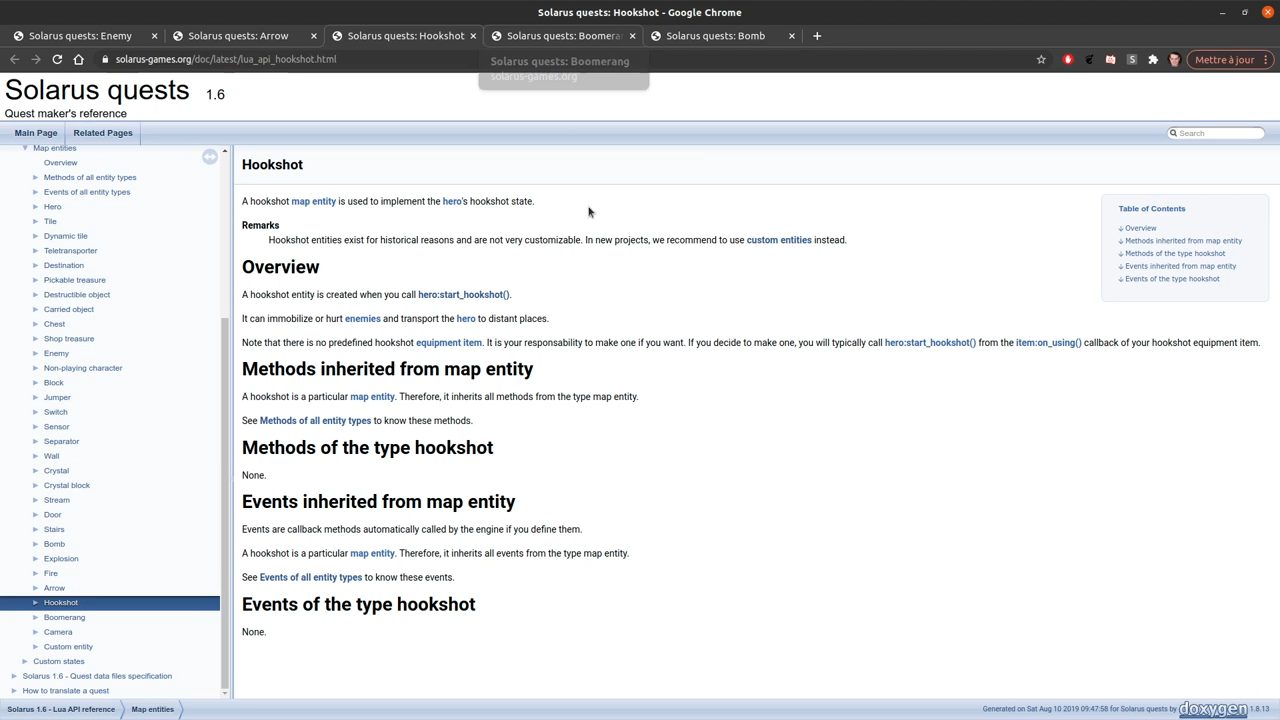 Solarus quests: Hookshot - Google Chrome
Solarus quests: Enemy
Solarus quests: Arrow
Solarus quests: Hookshot
Solarus quests: Boomera
Solarus quests: Bomb
solarus-games.org/doc/latest/lua_api_hookshot.html
Mettre à jour
Solarus quests: Boomerang
solarus-games.org
Solarus quests 1.6
Quest maker's reference
Main Page
Related Pages
Search
Map entities
Overview
Methods of all entity types
Events of all entity types
Hero
Tile
Dynamic tile
Teletransporter
Destination
Pickable treasure
Destructible object
Carried object
Chest
Shop treasure
Enemy
Non-playing character
Block
Jumper
Switch
Sensor
Separator
Wall
Crystal
Crystal block
Stream
Door
Stairs
Bomb
Explosion
Fire
Arrow
Hookshot
Boomerang
Camera
Custom entity
Custom states
Solarus 1.6 - Quest data files specification
How to translate a quest
Hookshot
A hookshot map entity is used to implement the hero's hookshot state.
Remarks
Hookshot entities exist for historical reasons and are not very customizable. In new projects, we recommend to use custom entities instead.
Overview
A hookshot entity is created when you call hero:start_hookshot().
It can immobilize or hurt enemies and transport the hero to distant places.
Note that there is no predefined hookshot equipment item. It is your responsability to make one if you want. If you decide to make one, you will typically call hero:start_hookshot() from the item:on_using() callback of your hookshot equipment item.
Methods inherited from map entity
A hookshot is a particular map entity. Therefore, it inherits all methods from the type map entity.
See Methods of all entity types to know these methods.
Methods of the type hookshot
None.
Events inherited from map entity
Events are callback methods automatically called by the engine if you define them.
A hookshot is a particular map entity. Therefore, it inherits all events from the type map entity.
See Events of all entity types to know these events.
Events of the type hookshot
None.
Table of Contents
↓ Overview
↓ Methods inherited from map entity
↓ Methods of the type hookshot
↓ Events inherited from map entity
↓ Events of the type hookshot
Solarus 1.6 - Lua API reference
Map entities
Generated on Sat Aug 10 2019 09:47:58 for Solarus quests by doxygen 1.8.13